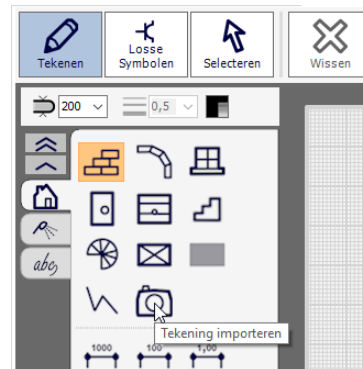 Tekenen
Losse
Symbolen
Selecteren
Wissen
200
0,5
abc
Tekening importeren
1000
100
1,00